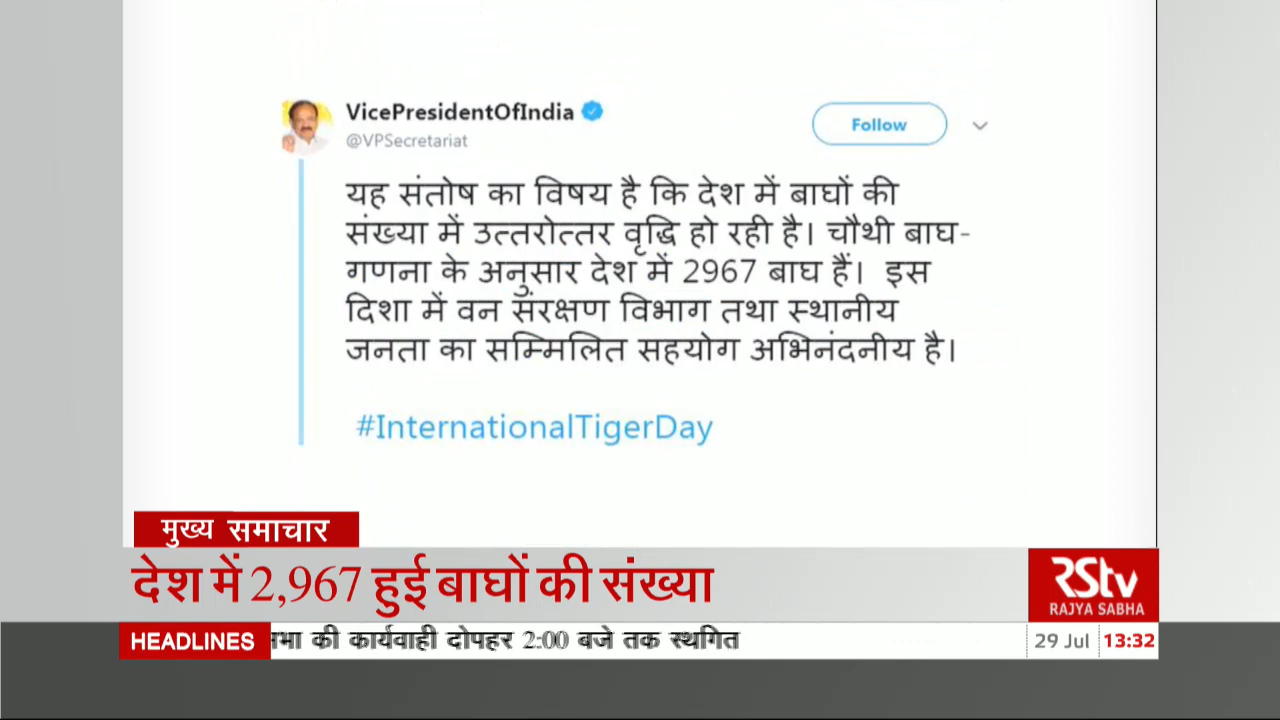 VicePresidentOfIndia
@VPSecretariat
Follow
यह संतोष का विषय है कि देश में बाघों की
संख्या में उत्तरोत्तर वृद्धि हो रही है। चौथी बाघ-
गणना के अनुसार देश में 2967 बाघ हैं। इस
दिशा में वन संरक्षण विभाग तथा स्थानीय
जनता का सम्मिलित सहयोग अभिनंदनीय है।
#InternationalTigerDay
मुख्य समाचार
देश में 2,967 हुई बाघों की संख्या
RStv
RAJYA SABHA
HEADLINES
की कार्यवाही दोपहर 2:00 बजे तक स्थगित
29 Jul
13:32